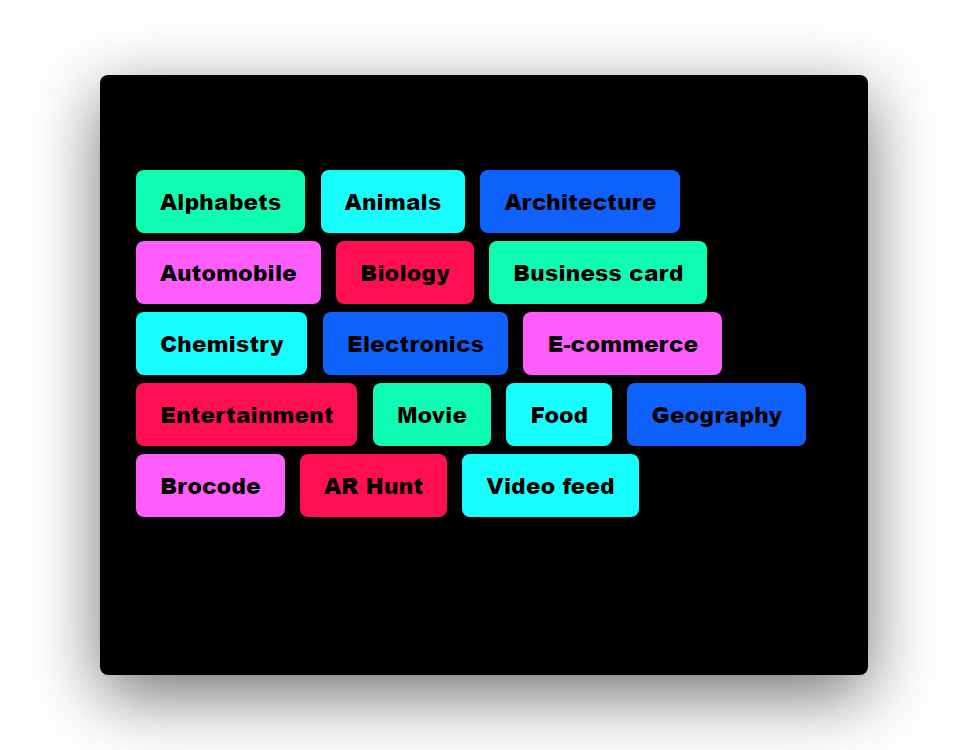 Alphabets Animals Architecture
Automobile Biology Business card
Chemistry Electronics E-commerce
Entertainment Movie Food Geography
Brocode AR Hunt Video feed